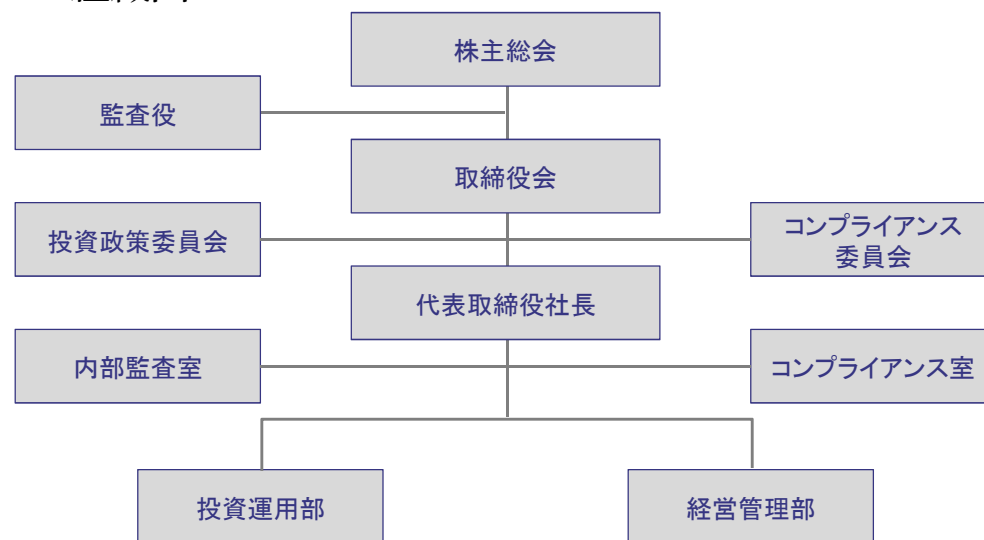 株主総会
監査役
取締役会
投資政策委員会
コンプライアンス
委員会
代表取締役社長
内部監査室
コンプライアンス室
投資運用部
経営管理部